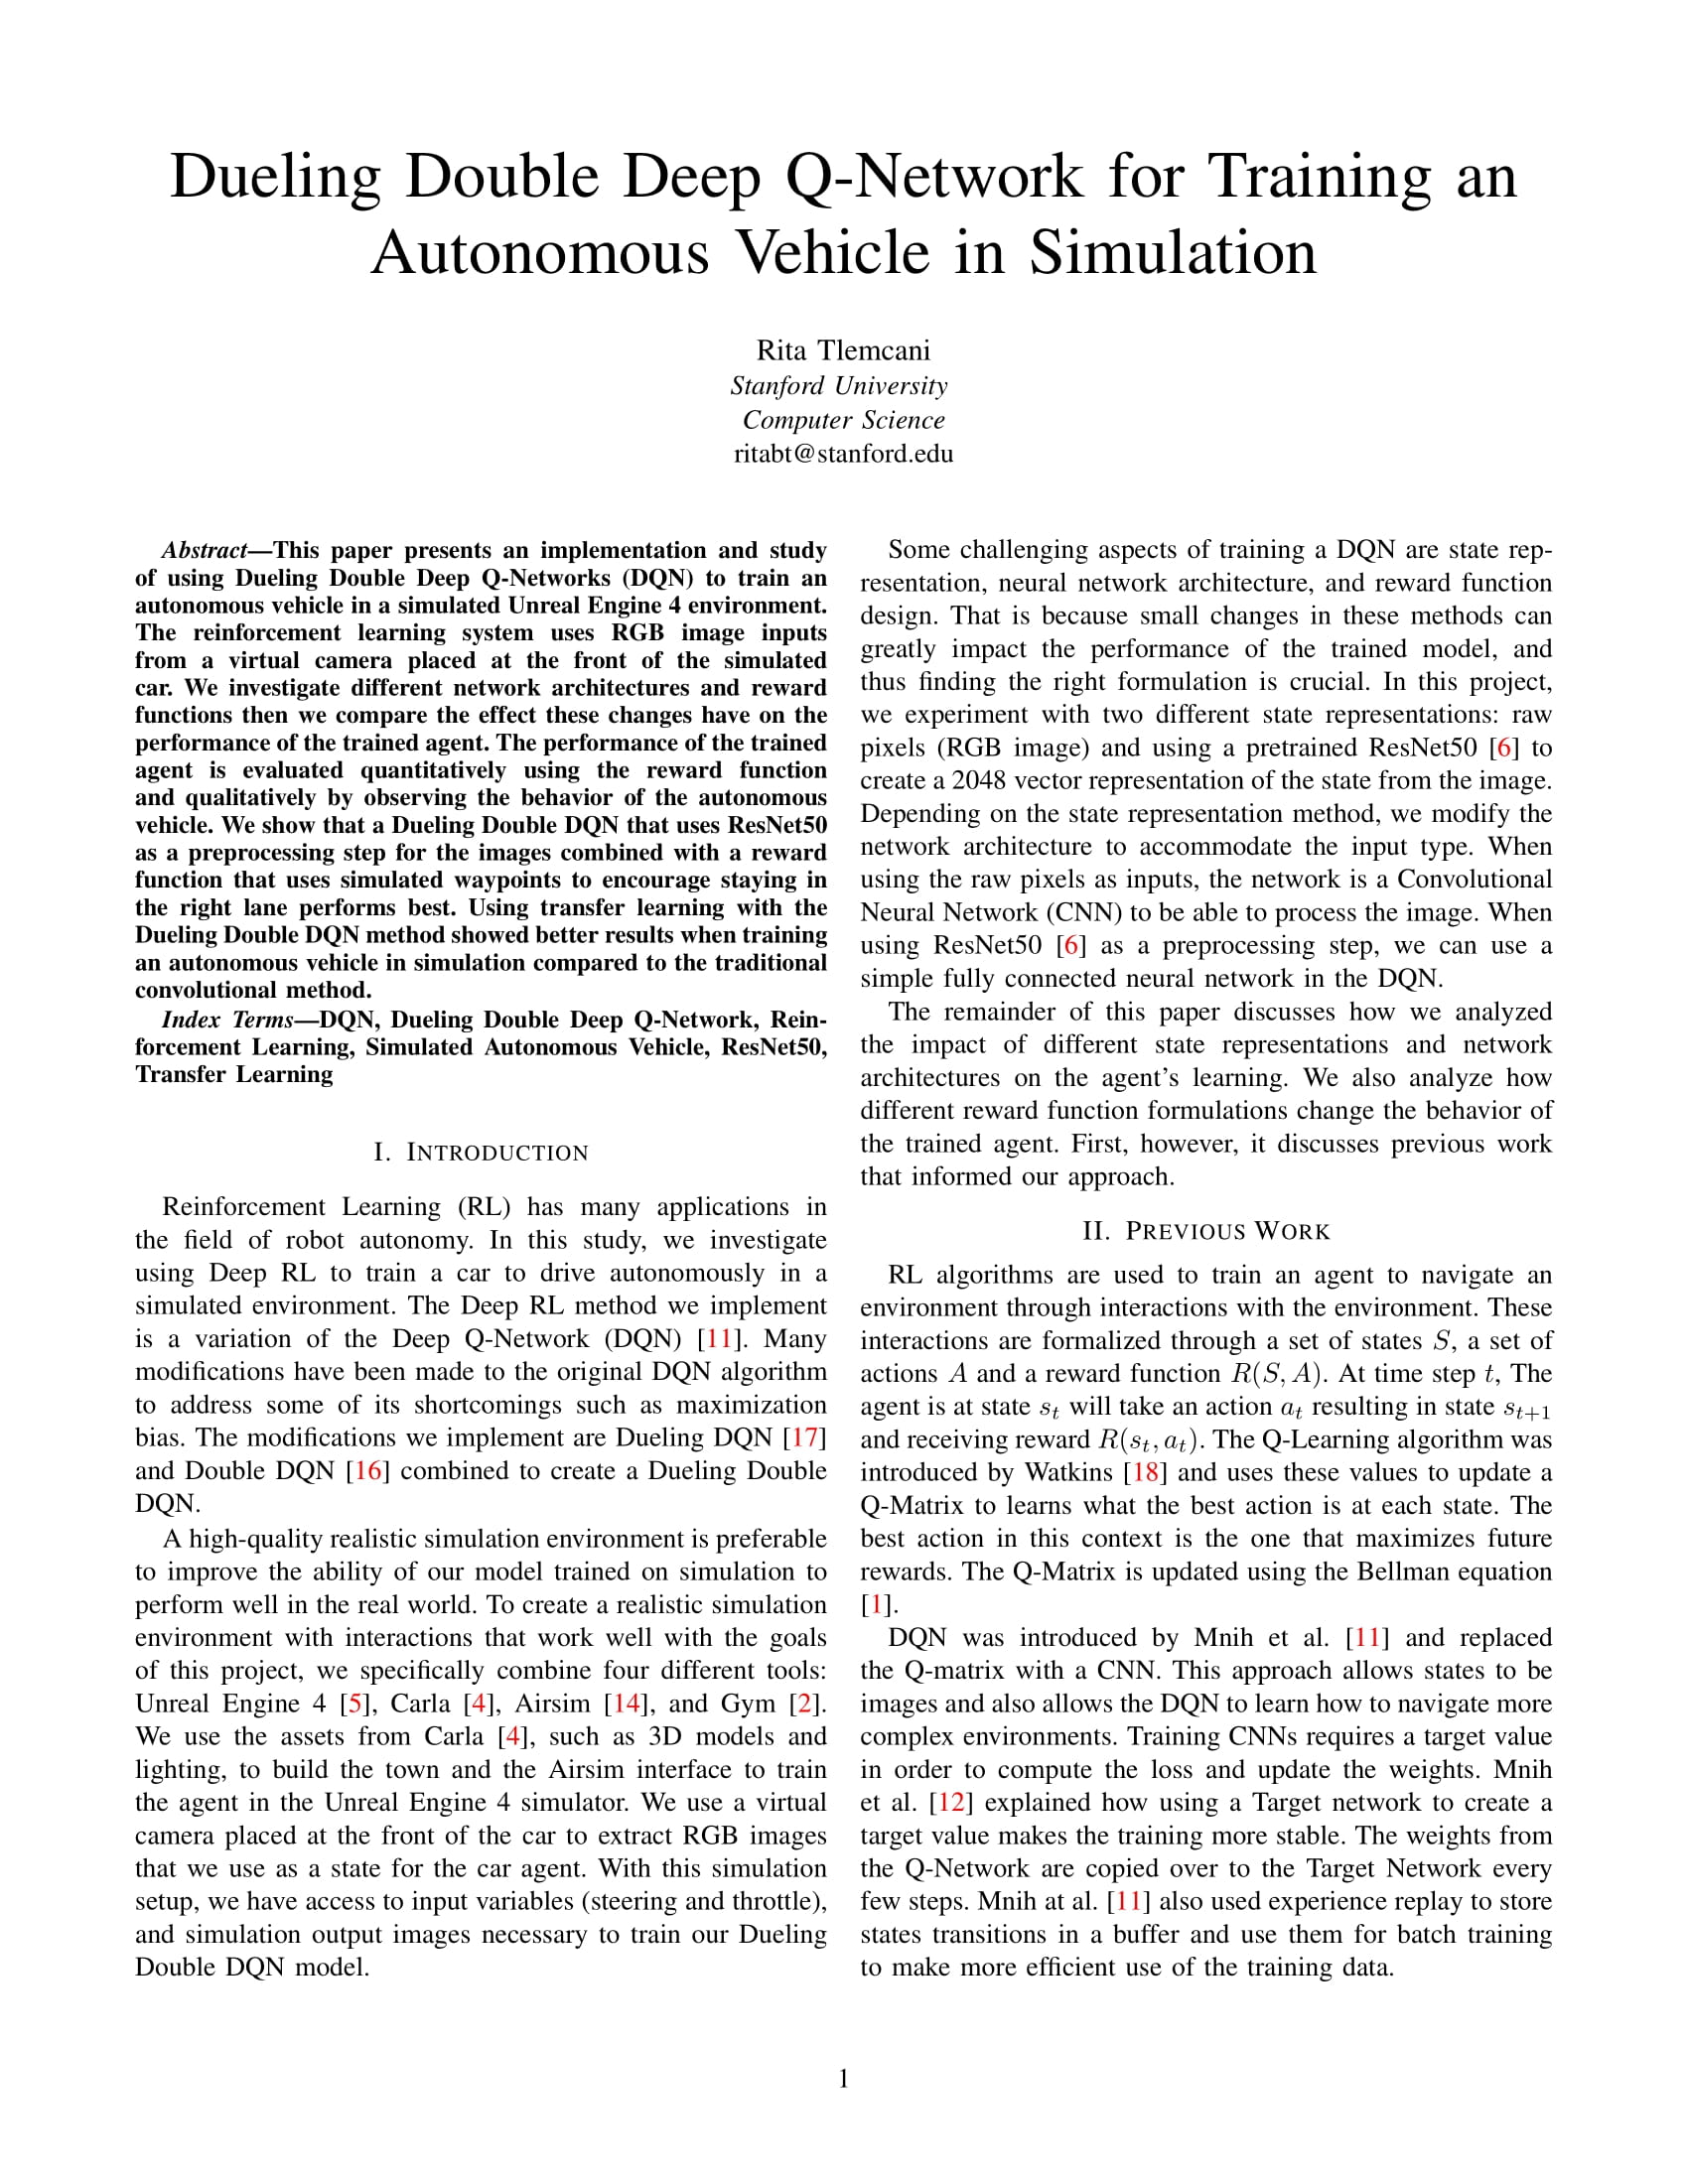 Dueling Double Deep Q-Network for Training an
Autonomous Vehicle in Simulation
Rita Tlemcani
Stanford University
Computer Science
ritabt@stanford.edu
Abstract—This paper presents an implementation and study
of using Dueling Double Deep Q-Networks (DQN) to train an
autonomous vehicle in a simulated Unreal Engine 4 environment.
The reinforcement learning system uses RGB image inputs
from a virtual camera placed at the front of the simulated
car. We investigate different network architectures and reward
functions then we compare the effect these changes have on the
performance of the trained agent. The performance of the trained
agent is evaluated quantitatively using the reward function
and qualitatively by observing the behavior of the autonomous
vehicle. We show that a Dueling Double DQN that uses ResNet50
as a preprocessing step for the images combined with a reward
function that uses simulated waypoints to encourage staying in
the right lane performs best. Using transfer learning with the
Dueling Double DQN method showed better results when training
an autonomous vehicle in simulation compared to the traditional
convolutional method.
Index Terms—DQN, Dueling Double Deep Q-Network, Rein-
forcement Learning, Simulated Autonomous Vehicle, ResNet50,
Transfer Learning
I. INTRODUCTION
Reinforcement Learning (RL) has many applications in
the field of robot autonomy. In this study, we investigate
using Deep RL to train a car to drive autonomously in a
simulated environment. The Deep RL method we implement
is a variation of the Deep Q-Network (DQN) [11]. Many
modifications have been made to the original DQN algorithm
to address some of its shortcomings such as maximization
bias. The modifications we implement are Dueling DQN [17]
and Double DQN [16] combined to create a Dueling Double
DQN.
A high-quality realistic simulation environment is preferable
to improve the ability of our model trained on simulation to
perform well in the real world. To create a realistic simulation
environment with interactions that work well with the goals
of this project, we specifically combine four different tools:
Unreal Engine 4 [5], Carla [4], Airsim [14], and Gym [2].
We use the assets from Carla [4], such as 3D models and
lighting, to build the town and the Airsim interface to train
the agent in the Unreal Engine 4 simulator. We use a virtual
camera placed at the front of the car to extract RGB images
that we use as a state for the car agent. With this simulation
setup, we have access to input variables (steering and throttle),
and simulation output images necessary to train our Dueling
Double DQN model.
Some challenging aspects of training a DQN are state rep-
resentation, neural network architecture, and reward function
design. That is because small changes in these methods can
greatly impact the performance of the trained model, and
thus finding the right formulation is crucial. In this project,
we experiment with two different state representations: raw
pixels (RGB image) and using a pretrained ResNet50 [6] to
create a 2048 vector representation of the state from the image.
Depending on the state representation method, we modify the
network architecture to accommodate the input type. When
using the raw pixels as inputs, the network is a Convolutional
Neural Network (CNN) to be able to process the image. When
using ResNet50 [6] as a preprocessing step, we can use a
simple fully connected neural network in the DQN.
The remainder of this paper discusses how we analyzed
the impact of different state representations and network
architectures on the agent's learning. We also analyze how
different reward function formulations change the behavior of
the trained agent. First, however, it discusses previous work
that informed our approach.
II. PREVIOUS WORK
RL algorithms are used to train an agent to navigate an
environment through interactions with the environment. These
interactions are formalized through a set of states S, a set of
actions A and a reward function R(S, A). At time step t, The
agent is at state s_t will take an action a_t resulting in state s_{t+1}
and receiving reward R(s_t, a_t). The Q-Learning algorithm was
introduced by Watkins [18] and uses these values to update a
Q-Matrix to learns what the best action is at each state. The
best action in this context is the one that maximizes future
rewards. The Q-Matrix is updated using the Bellman equation
[1].
DQN was introduced by Mnih et al. [11] and replaced
the Q-matrix with a CNN. This approach allows states to be
images and also allows the DQN to learn how to navigate more
complex environments. Training CNNs requires a target value
in order to compute the loss and update the weights. Mnih
et al. [12] explained how using a Target network to create a
target value makes the training more stable. The weights from
the Q-Network are copied over to the Target Network every
few steps. Mnih at al. [11] also used experience replay to store
states transitions in a buffer and use them for batch training
to make more efficient use of the training data.
1